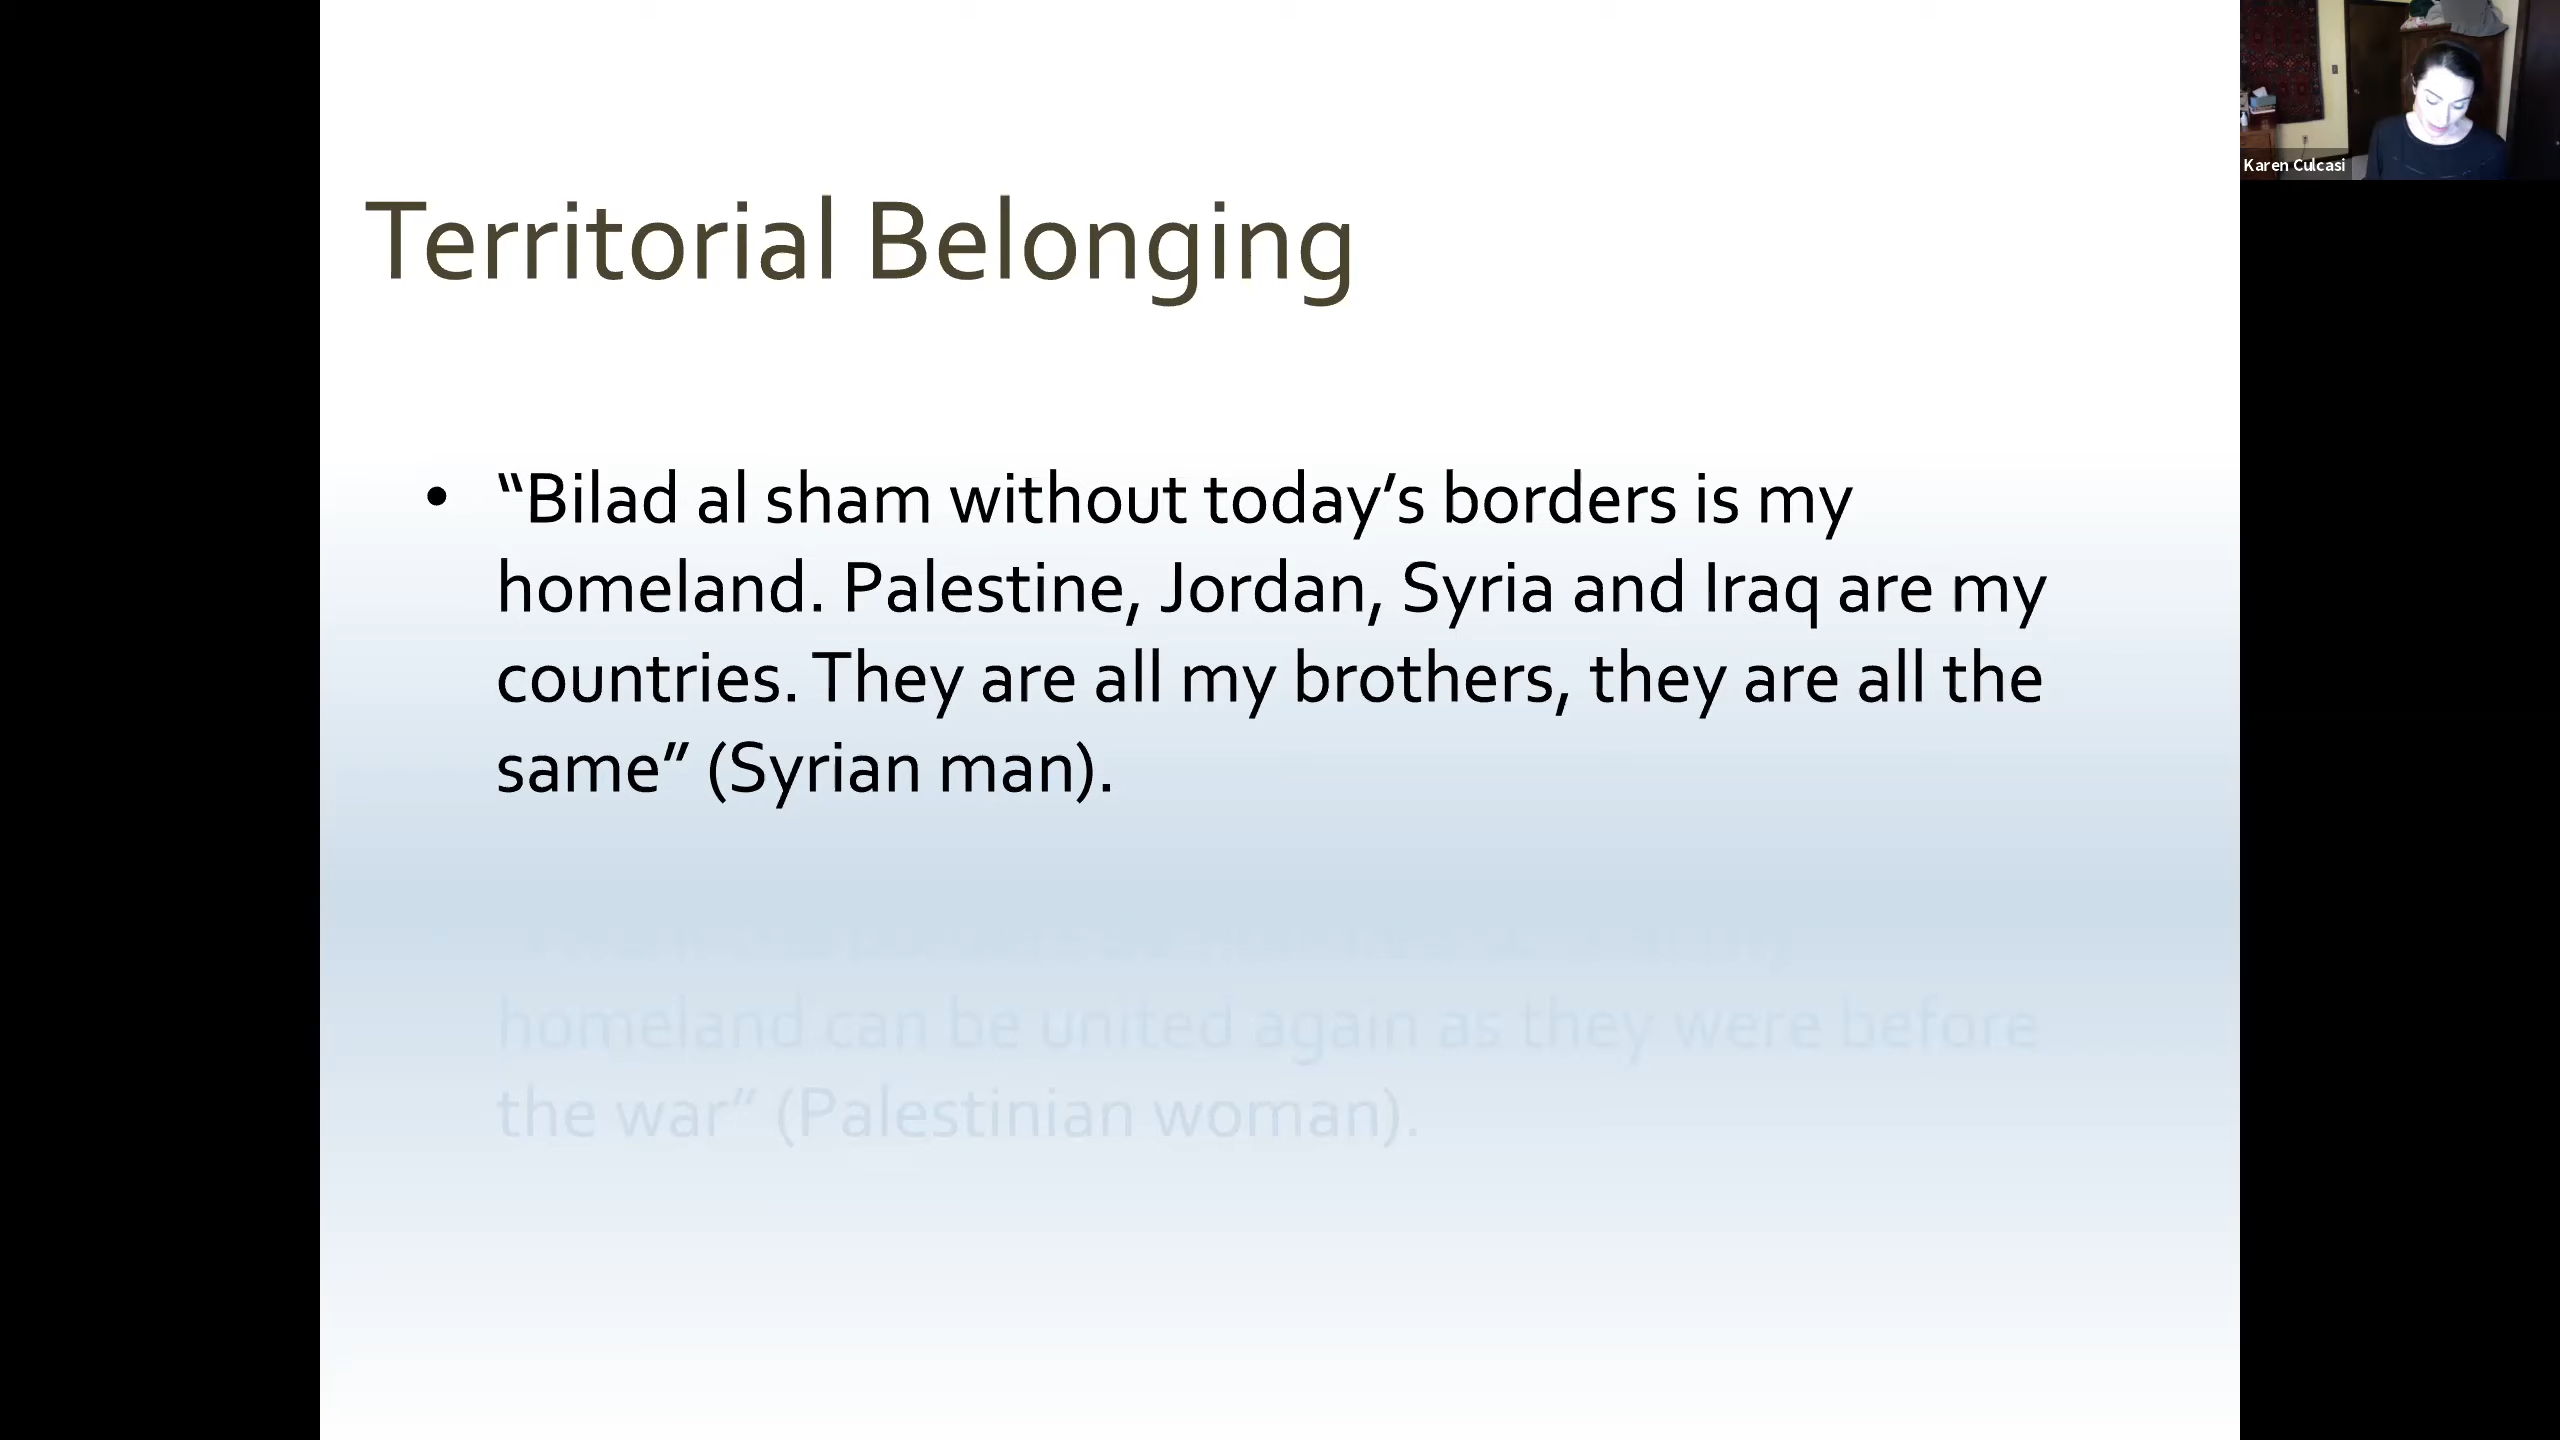 Karen Culcasi
Territorial Belonging
• “Bilad al sham without today’s borders is my
homeland. Palestine, Jordan, Syria and Iraq are my
countries. They are all my brothers, they are all the
same” (Syrian man).
homeland can be united again as they were before
the war” (Palestinian woman).